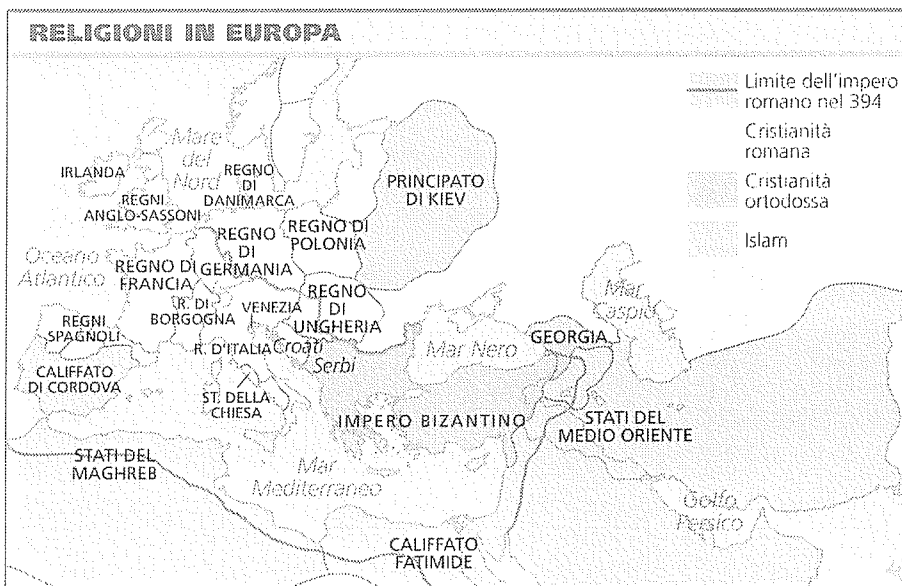 RELIGIONI IN EUROPA
Limite dell'impero
romano nel 394
Cristianità
romana
Cristianità
ortodossa
Islam
Mare
del
Nord
IRLANDA
REGNO
DI
DANIMARCA
PRINCIPATO
DI KIEV
REGNI
ANGLO-SASSONI
REGNO DI
POLONIA
REGNO
DI
GERMANIA
Oceano
Atlantico
REGNO DI
FRANCIA
R. DI
BORGOGNA
VENEZIA
REGNO
DI
UNGHERIA
Mar
Caspio
REGNI
SPAGNOLI
R. D'ITALIA
Croati
Serbi
Mar Nero
GEORGIA
CALIFFATO
DI CORDOVA
ST. DELLA
CHIESA
IMPERO BIZANTINO
STATI DEL
MEDIO ORIENTE
STATI DEL
MAGHREB
Mar
Mediterraneo
Golfo
Persico
CALIFFATO
FATIMIDE